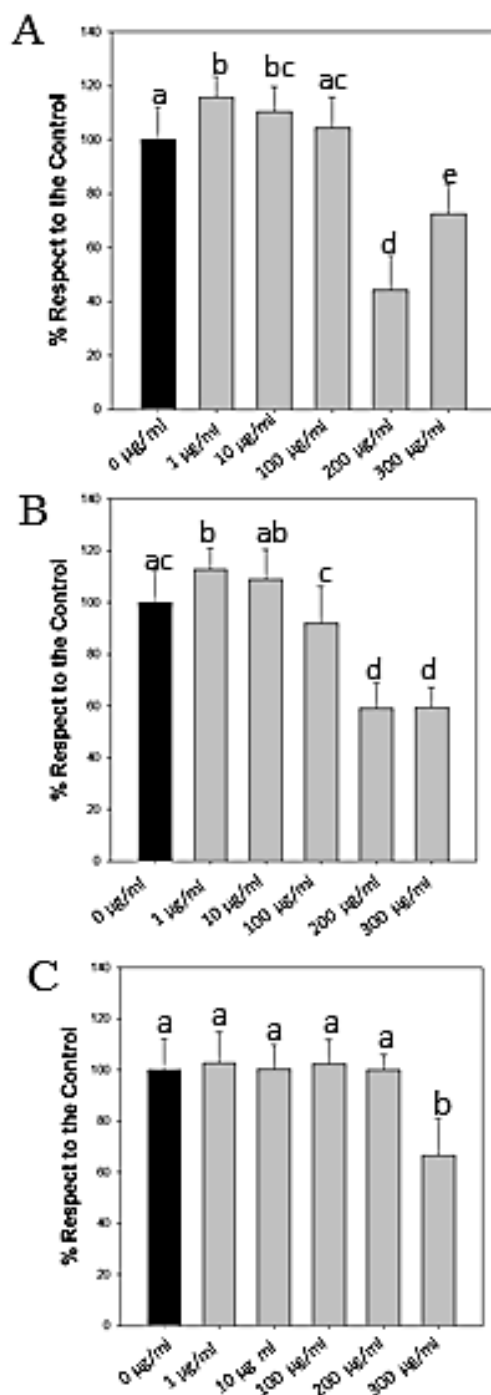 A
% Respect to the Control
140
120
100
80
60
40
20
0
a
b
bc
ac
d
e
0 µg/ml
1 µg/ml
10 µg/ml
100 µg/ml
200 µg/ml
300 µg/ml
B
% Respect to the Control
140
120
100
80
60
40
20
0
ac
b
ab
c
d
d
0 µg/ml
1 µg/ml
10 µg/ml
100 µg/ml
200 µg/ml
300 µg/ml
C
% Respect to the Control
140
120
100
80
60
40
20
0
a
a
a
a
a
b
0 µg/ml
1 µg/ml
10 µg ml
100 µg/ml
200 µg/ml
300 µg/ml